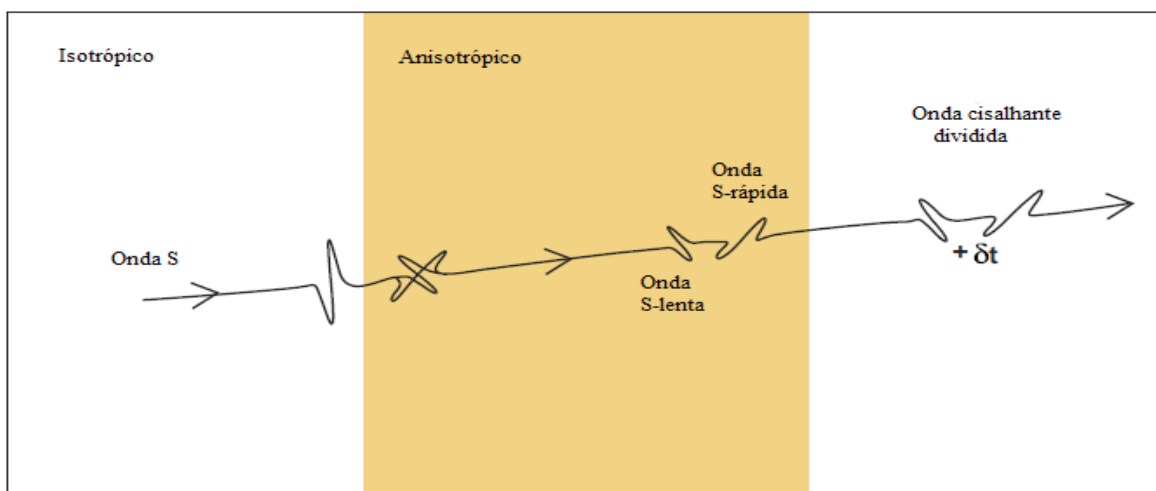 Isotrópico
Anisotrópico
Onda cisalhante
dividida
Onda
S-rápida
Onda S
+ δt
Onda
S-lenta